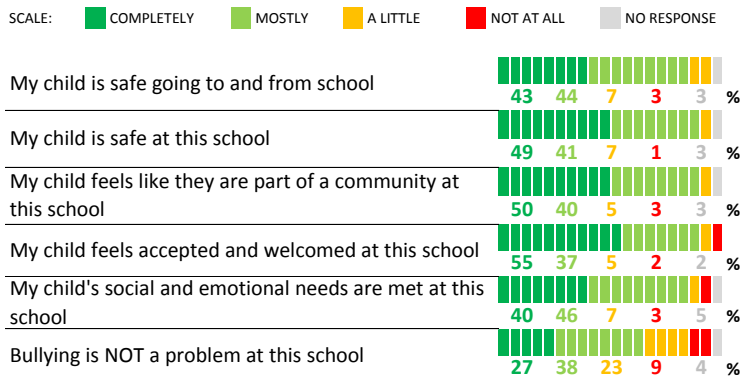 SCALE: COMPLETELY MOSTLY A LITTLE NOT AT ALL NO RESPONSE
My child is safe going to and from school
43 44 7 3 3 %
My child is safe at this school
49 41 7 1 3 %
My child feels like they are part of a community at
this school
50 40 5 3 3 %
My child feels accepted and welcomed at this school
55 37 5 2 2 %
My child's social and emotional needs are met at this
school
40 46 7 3 5 %
Bullying is NOT a problem at this school
27 38 23 9 4 %